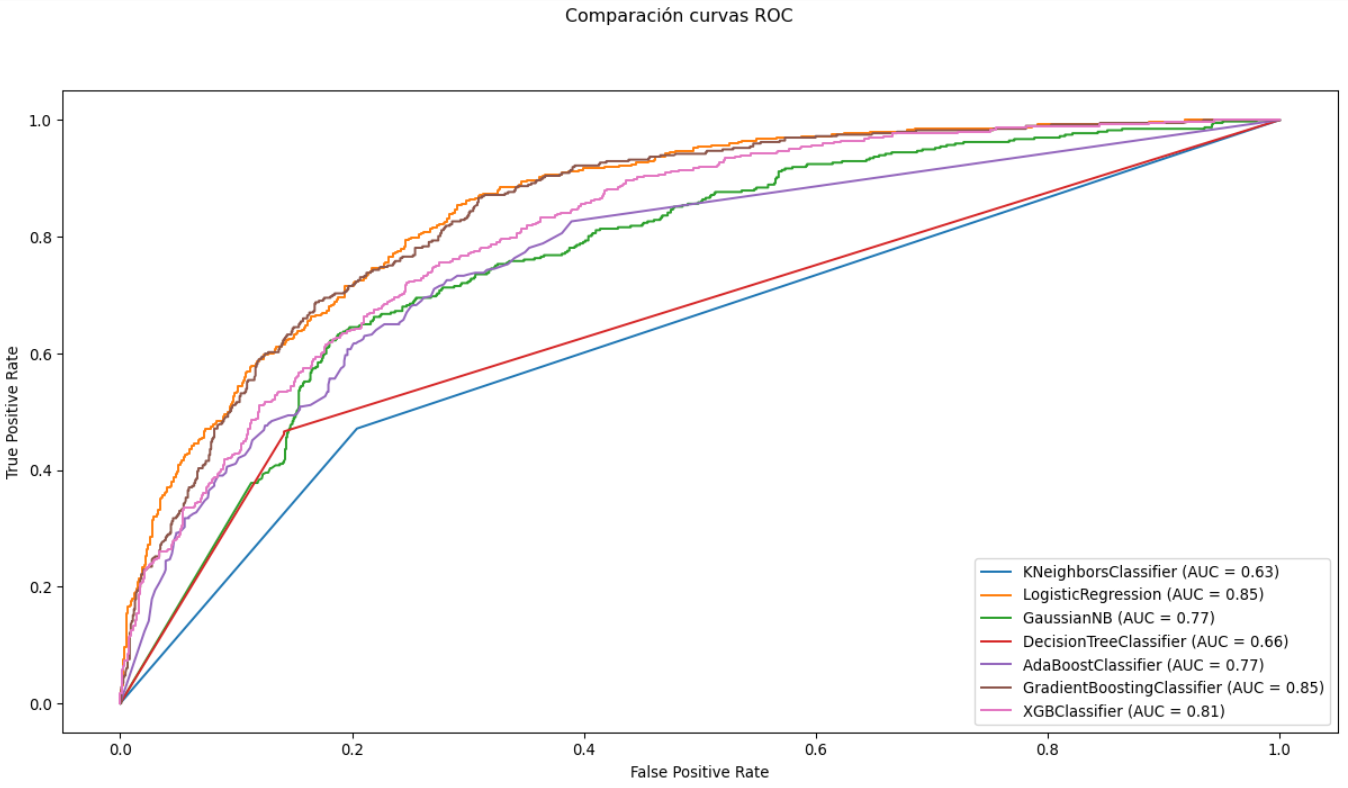 Comparación curvas ROC
1.0
0.8
0.6
0.4
0.2
0.0
True Positive Rate
KNeighborsClassifier (AUC = 0.63)
LogisticRegression (AUC = 0.85)
GaussianNB (AUC = 0.77)
DecisionTreeClassifier (AUC = 0.66)
AdaBoostClassifier (AUC = 0.77)
GradientBoostingClassifier (AUC = 0.85)
XGBClassifier (AUC = 0.81)
0.0 0.2 0.4 0.6 0.8 1.0
False Positive Rate